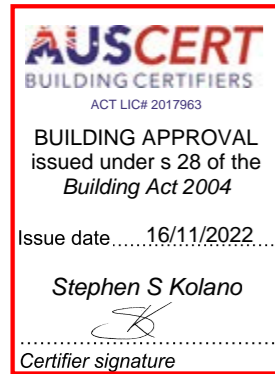 AUSCERT
BUILDING CERTIFIERS
ACT LIC# 2017963
BUILDING APPROVAL
issued under s 28 of the
Building Act 2004
Issue date.....16/11/2022.....
Stephen S Kolano
Certifier signature